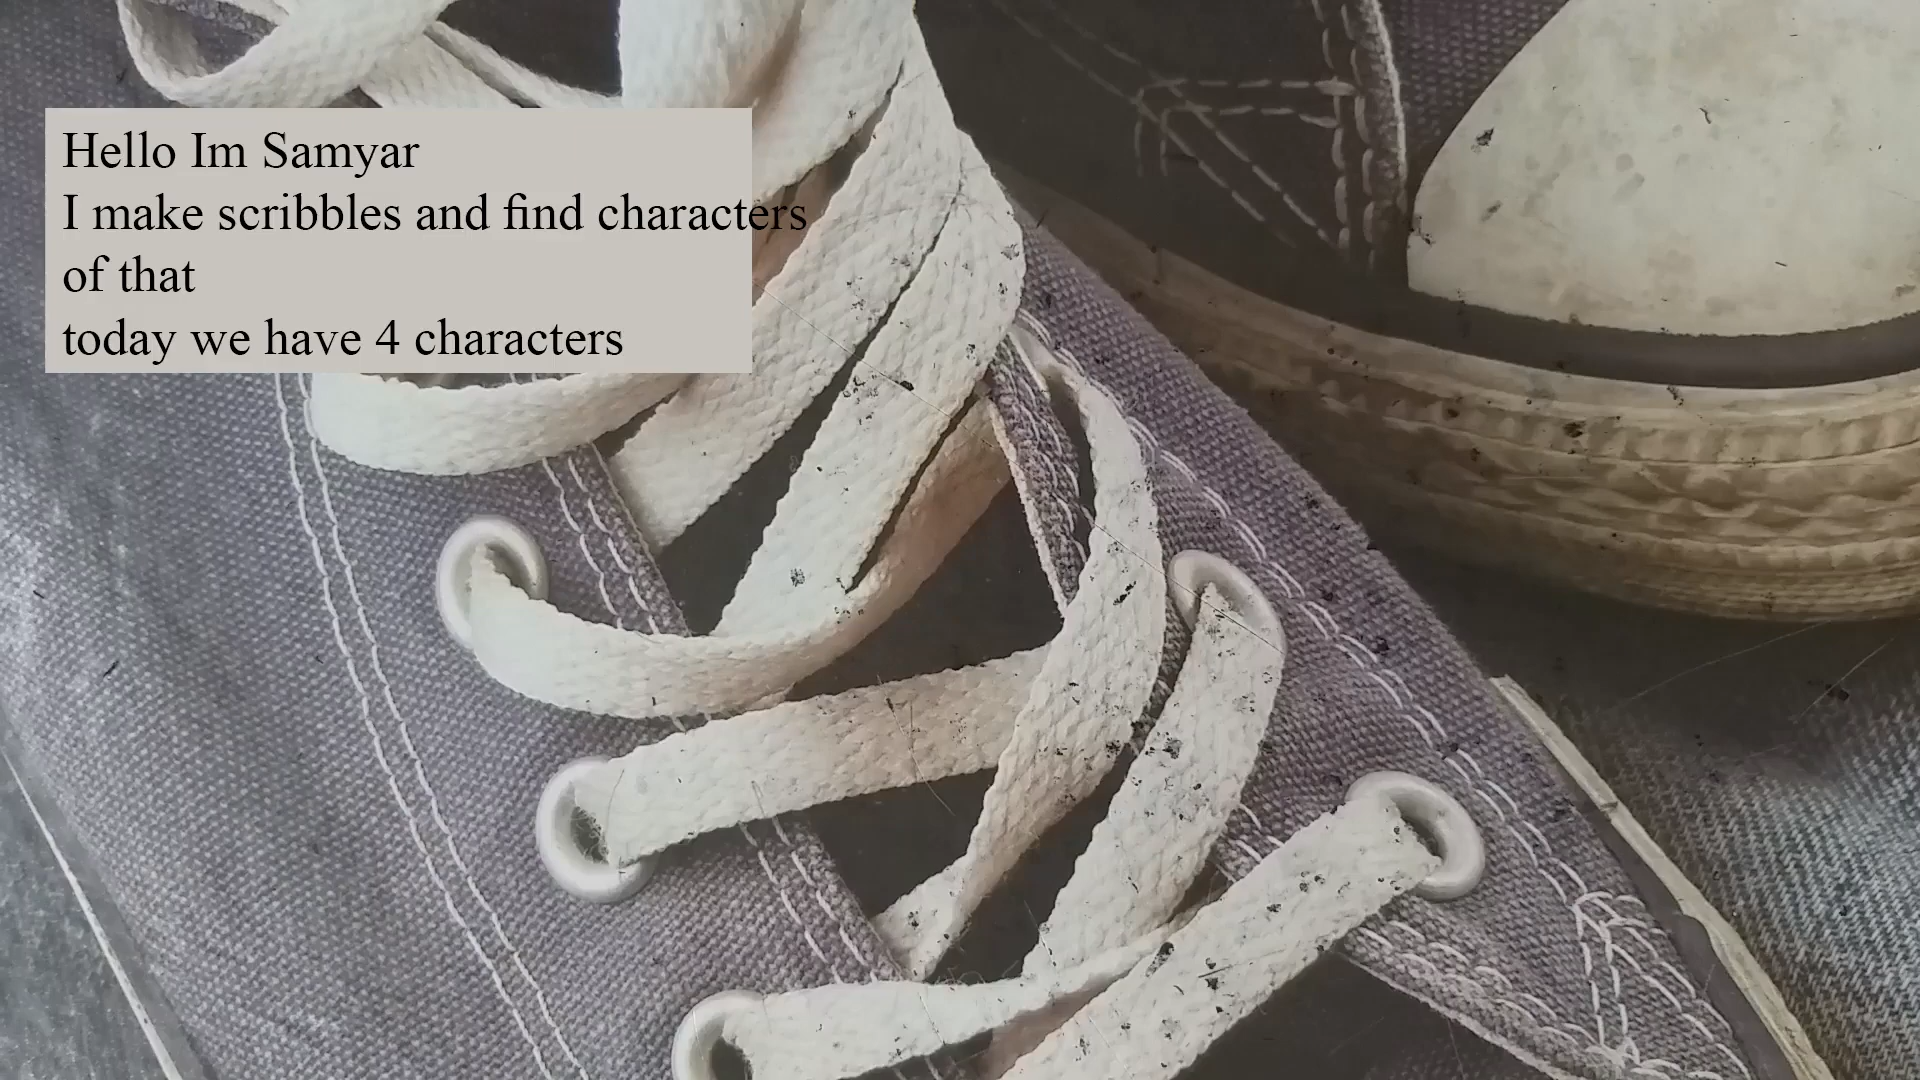 Hello Im Samyar
I make scribbles and find characters
of that
today we have 4 characters